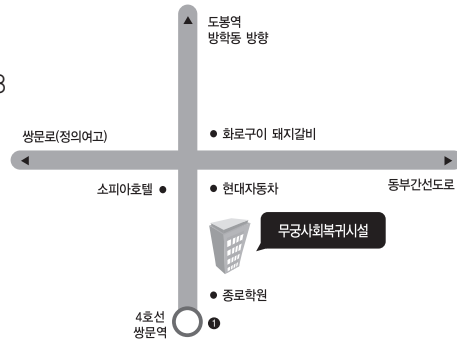 도봉역
방학동 방향
8
쌍문로(정의여고)
화로구이 돼지갈비
소피아호텔
현대자동차
동부간선도로
무궁사회복귀시설
종로학원
4호선
쌍문역
1